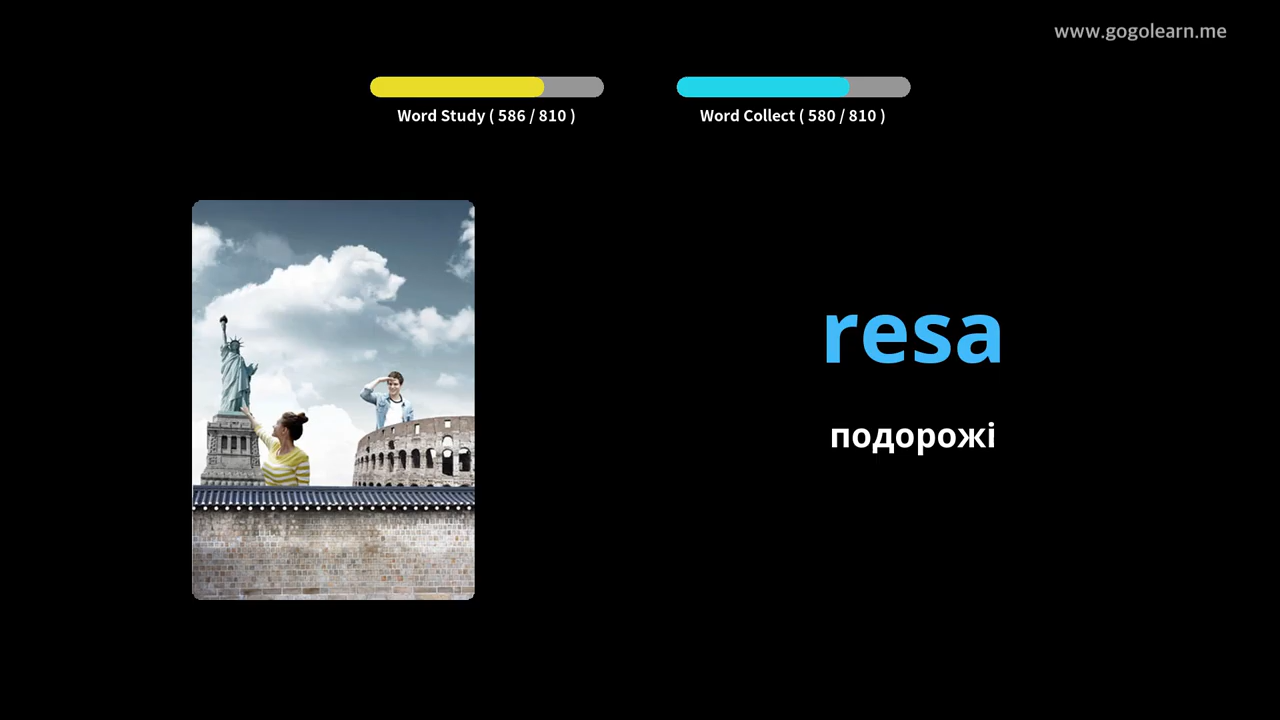 www.gogolearn.me
Word Study ( 586 / 810 )
Word Collect ( 580 / 810 )
resa
подорожі